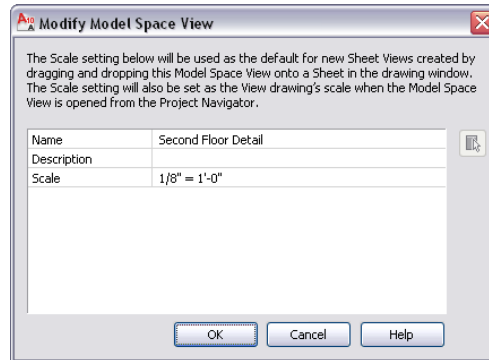 A10
A
Modify Model Space View
The Scale setting below will be used as the default for new Sheet Views created by
dragging and dropping this Model Space View onto a Sheet in the drawing window.
The Scale setting will also be set as the View drawing's scale when the Model Space
View is opened from the Project Navigator.
Name Second Floor Detail
Description
Scale 1/8" = 1'-0"
OK Cancel Help